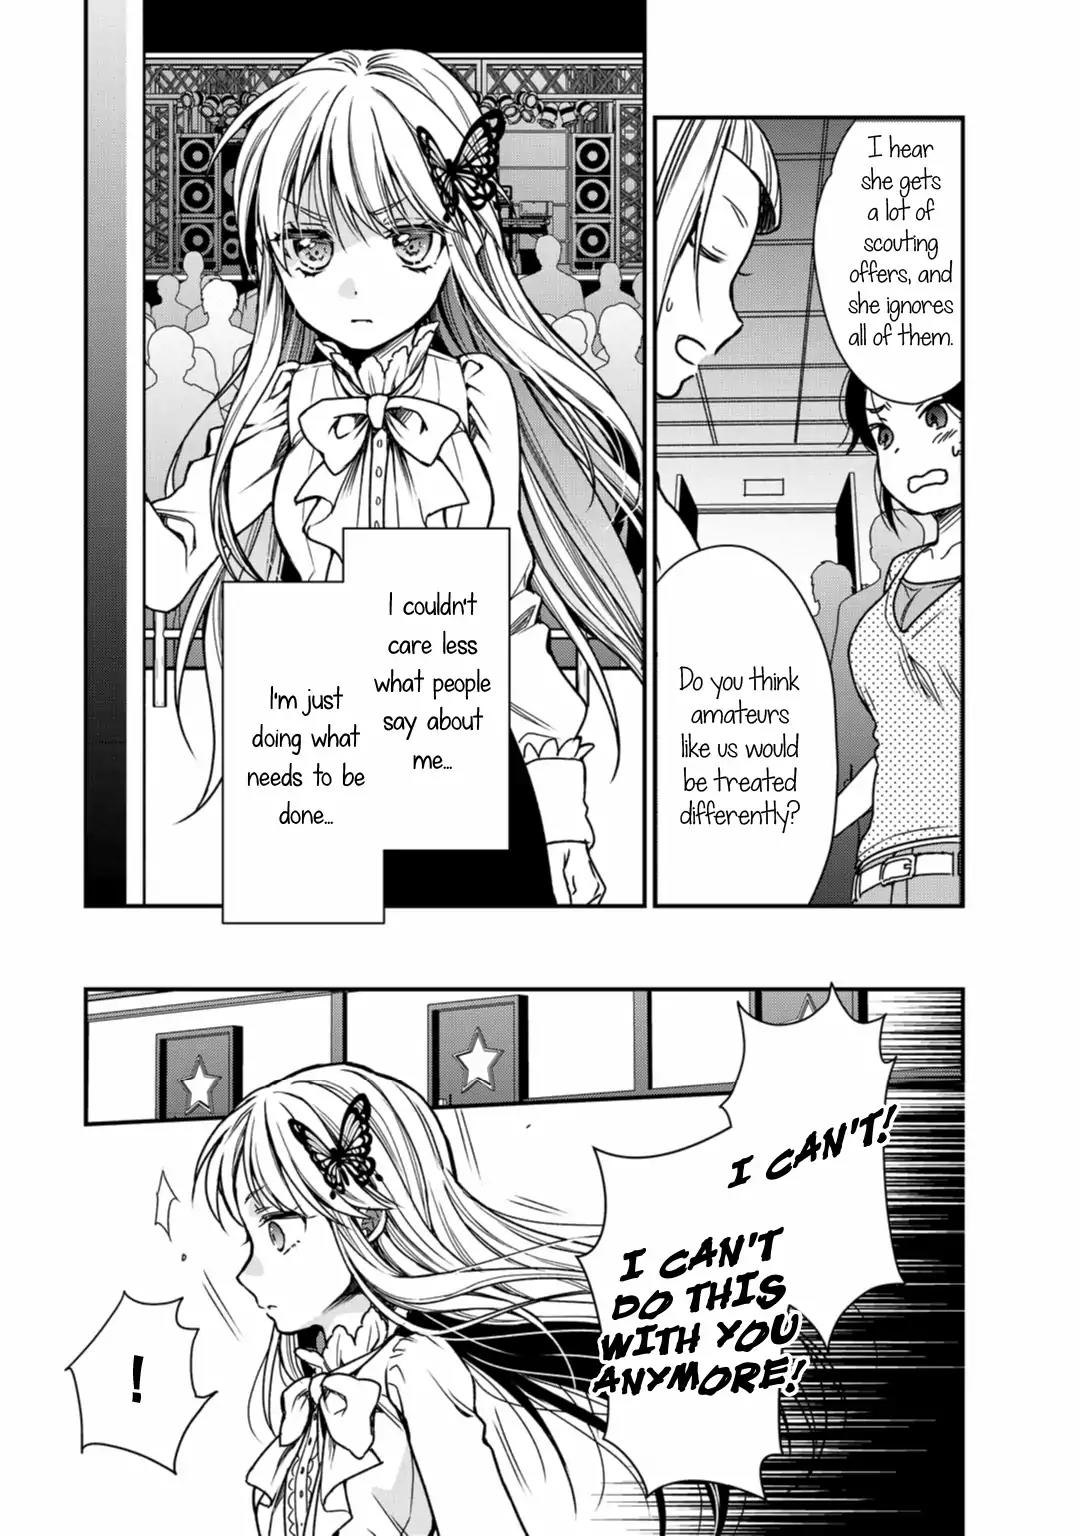 I hear
she gets
a lot of
scouting
offers, and
she ignores
all of them.
Do you think
amateurs
like us would
be treated
differently?
I couldn't
care less
what people
say about
me...
I'm just
doing what
needs to be
done...
I CAN'T!
I CAN'T
DO THIS
WITH YOU
ANYMORE!
!